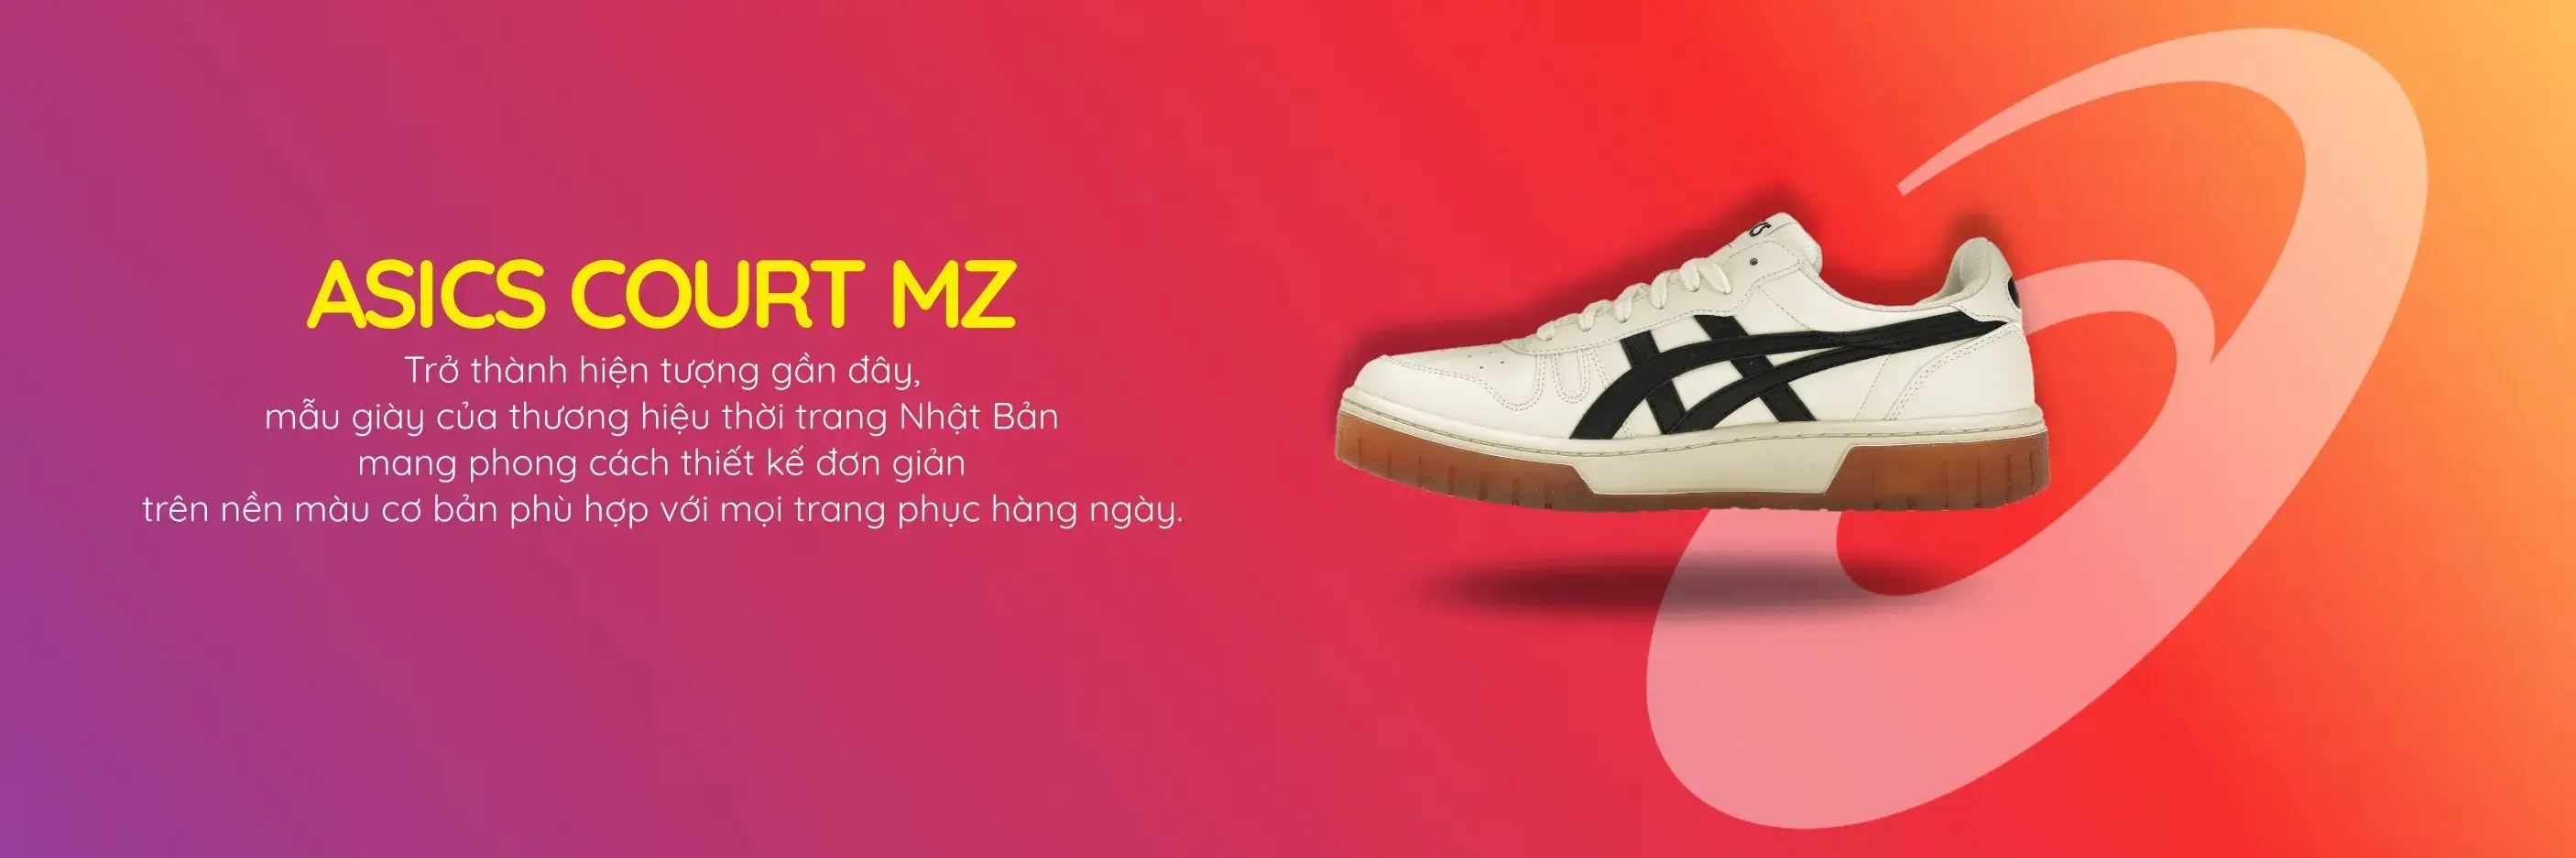 ASICS COURT MZ
Trở thành hiện tượng gần đây,
mẫu giày của thương hiệu thời trang Nhật Bản
mang phong cách thiết kế đơn giản
trên nền màu cơ bản phù hợp với mọi trang phục hàng ngày.